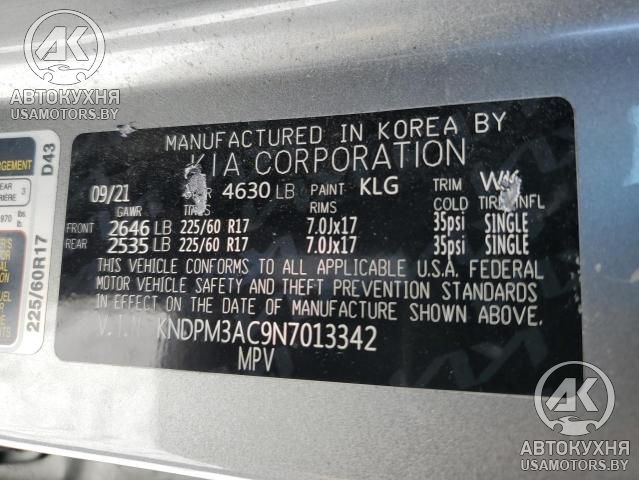 АК
АВТОКУХНЯ
USAMOTORS.BY
MANUFACTURED IN KOREA BY
KIA CORPORATION
09/21 4630 LB PAINT KLG TRIM
GAWR TIRES RIMS COLD TIRE INFL
FRONT 2646 LB 225/60 R17 7.0Jx17 35psi SINGLE
REAR 2535 LB 225/60 R17 7.0Jx17 35psi SINGLE
THIS VEHICLE CONFORMS TO ALL APPLICABLE U.S.A. FEDERAL
MOTOR VEHICLE SAFETY AND THEFT PREVENTION STANDARDS
IN EFFECT ON THE DATE OF MANUFACTURE SHOWN ABOVE.
V.I.N KNDPM3AC9N7013342
MPV
D43
225/60R17
АК
АВТОКУХНЯ
USAMOTORS.BY